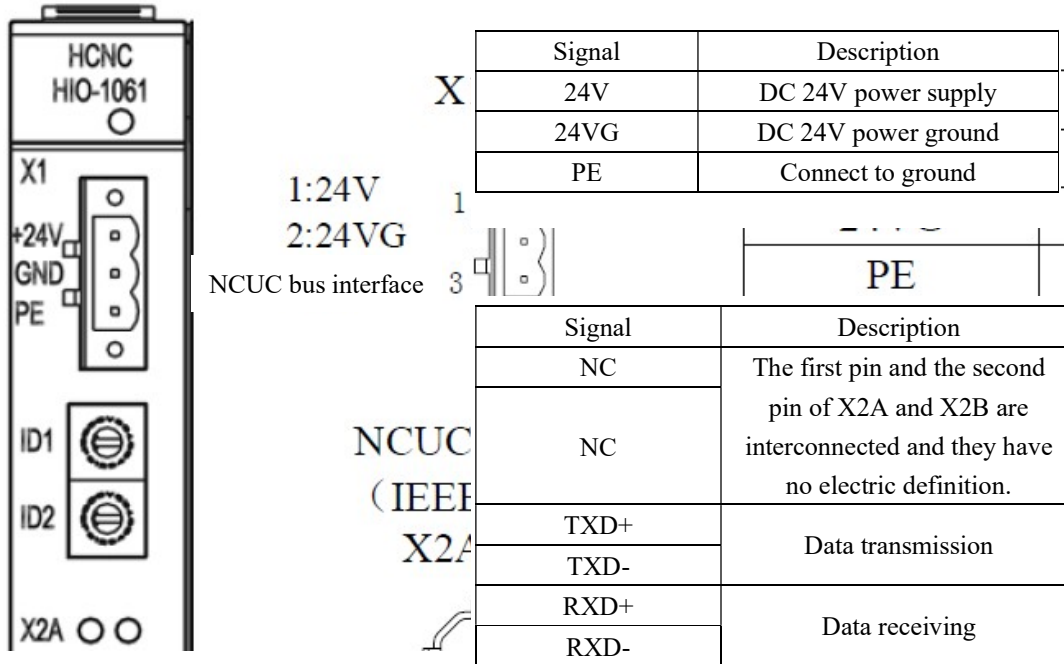 HCNC
HIO-1061
X1
+24V
GND
PE
ID1
ID2
X2A
X
1:24V
2:24VG
1
3
NCUC bus interface
NCUC
X2A
Signal Description
24V DC 24V power supply
24VG DC 24V power ground
PE Connect to ground
PE
Signal Description
NC The first pin and the second
pin of X2A and X2B are
NC interconnected and they have
no electric definition.
TXD+
Data transmission
TXD-
RXD+
Data receiving
RXD-